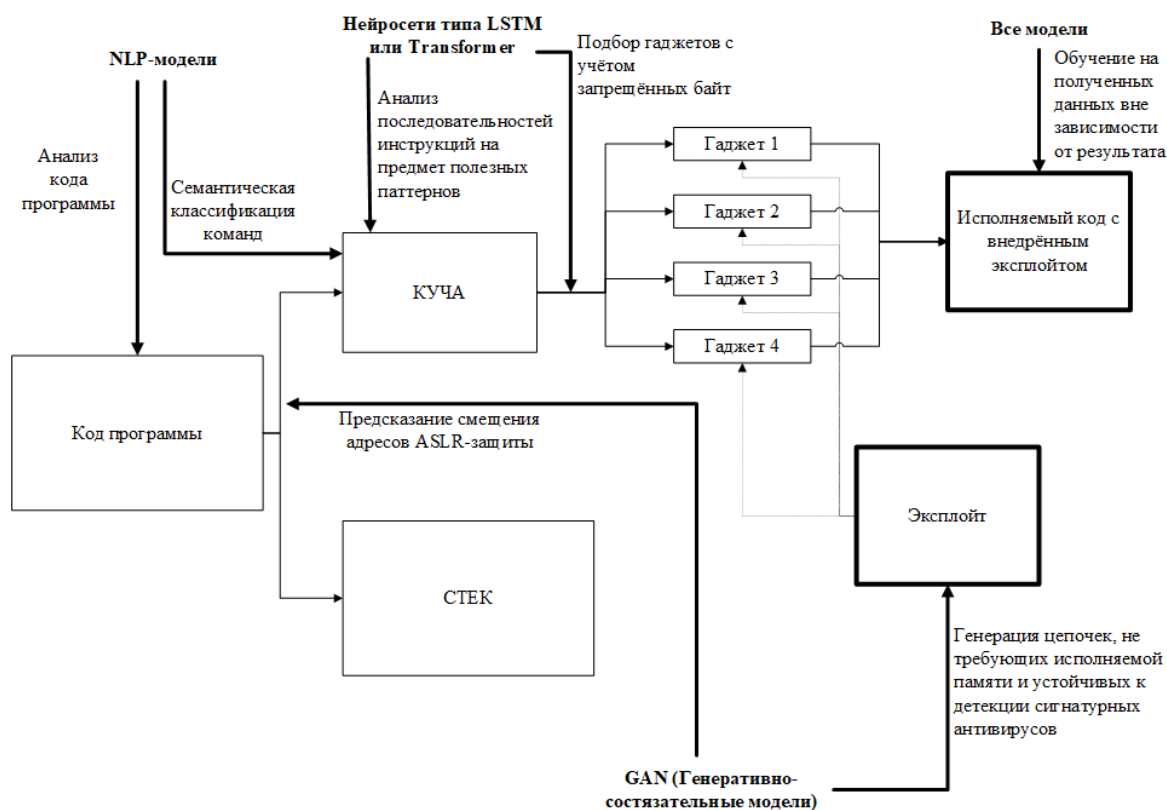 Нейросети типа LSTM
или Transformer
Все модели
NLP-модели
Подбор гаджетов с
учётом
запрещённых байт
Обучение на
полученных
данных вне
зависимости
от результата
Анализ
последовательностей
инструкций на
предмет полезных
паттернов
Анализ
кода
программы
Семантическая
классификация
команд
Гаджет 1
Гаджет 2
Гаджет 3
Гаджет 4
Исполняемый код с
внедрённым
эксплойтом
КУЧА
Код программы
Предсказание смещения
адресов ASLR-защиты
Эксплойт
СТЕК
Генерация цепочек, не
требующих исполняемой
памяти и устойчивых к
детекции сигнатурных
антивирусов
GAN (Генеративно-
состязательные модели)